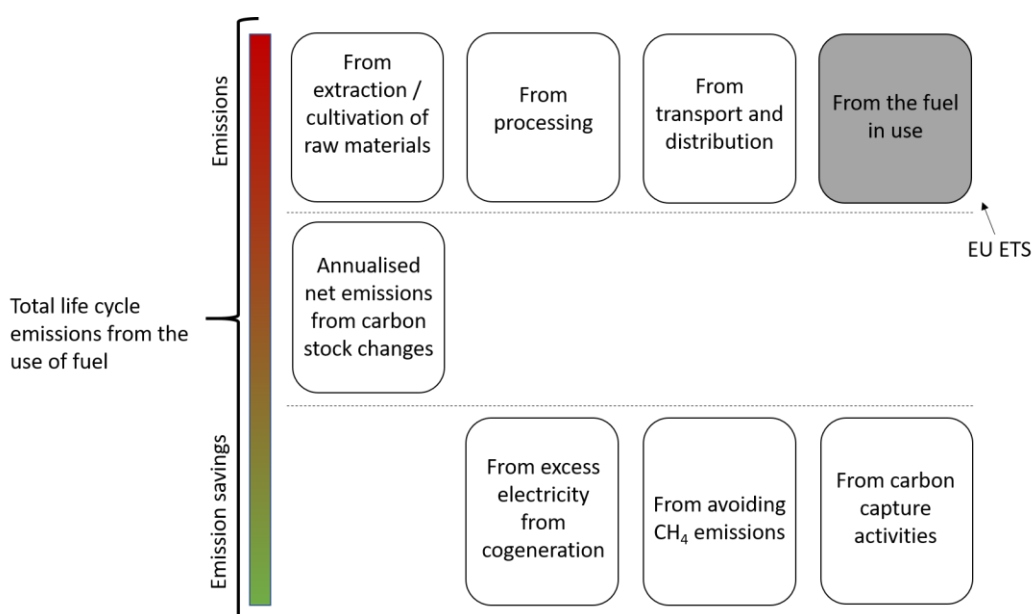 Emissions
From
extraction /
cultivation of
raw materials
From
processing
From
transport and
distribution
From the fuel
in use
EU ETS
Total life cycle
emissions from the
use of fuel
Annualised
net emissions
from carbon
stock changes
Emission savings
From excess
electricity
from
cogeneration
From avoiding
CH₄ emissions
From carbon
capture
activities